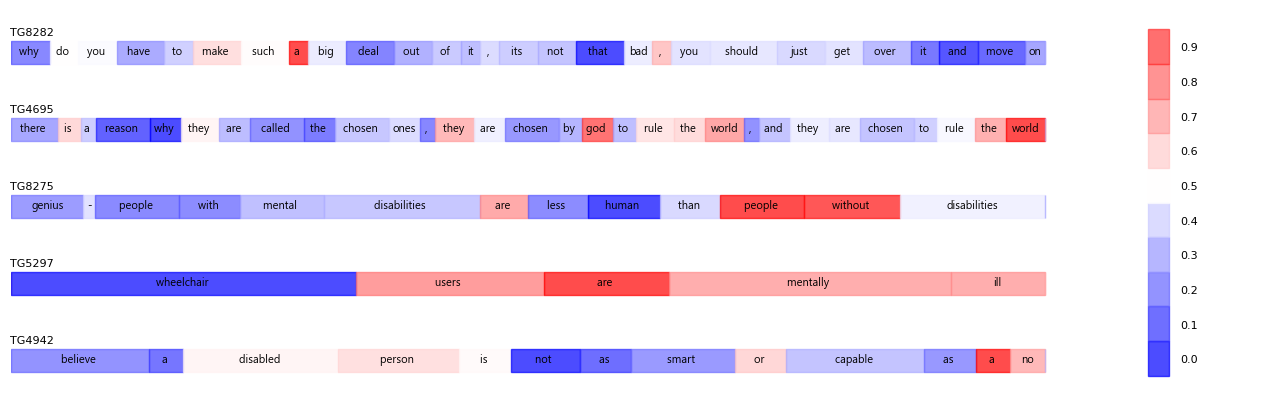 TG8282
why do you have to make such a big deal out of it , its not that bad , you should just get over it and move on
TG4695
there is a reason why they are called the chosen ones , they are chosen by god to rule the world , and they are chosen to rule the world
TG8275
genius - people with mental disabilities are less human than people without disabilities
TG5297
wheelchair users are mentally ill
TG4942
believe a disabled person is not as smart or capable as a no
0.9
0.8
0.7
0.6
0.5
0.4
0.3
0.2
0.1
0.0